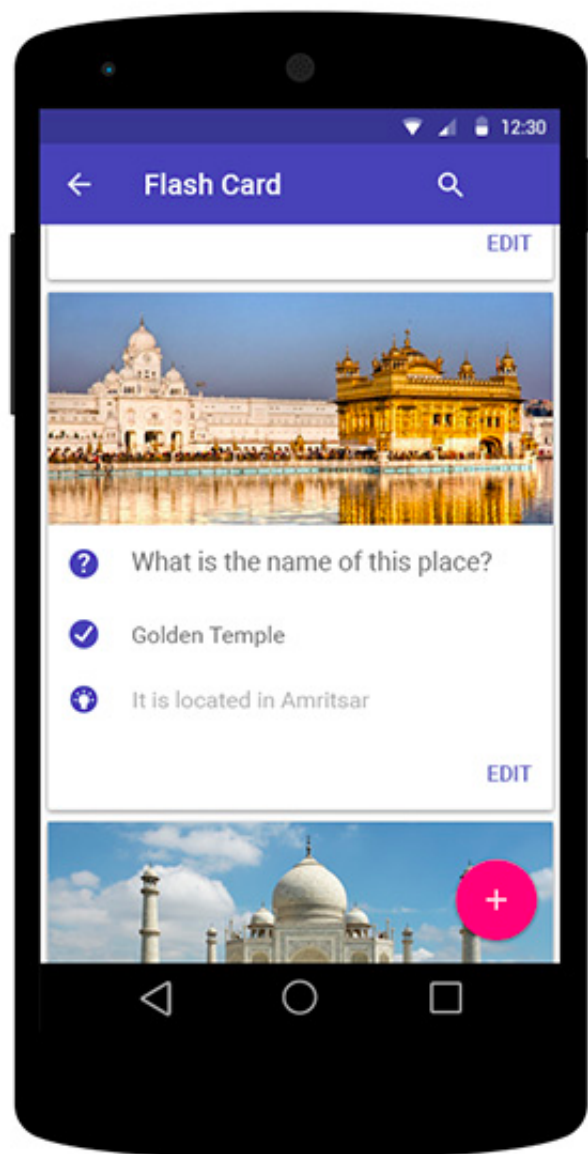 12:30
Flash Card
EDIT
What is the name of this place?
Golden Temple
It is located in Amritsar
EDIT